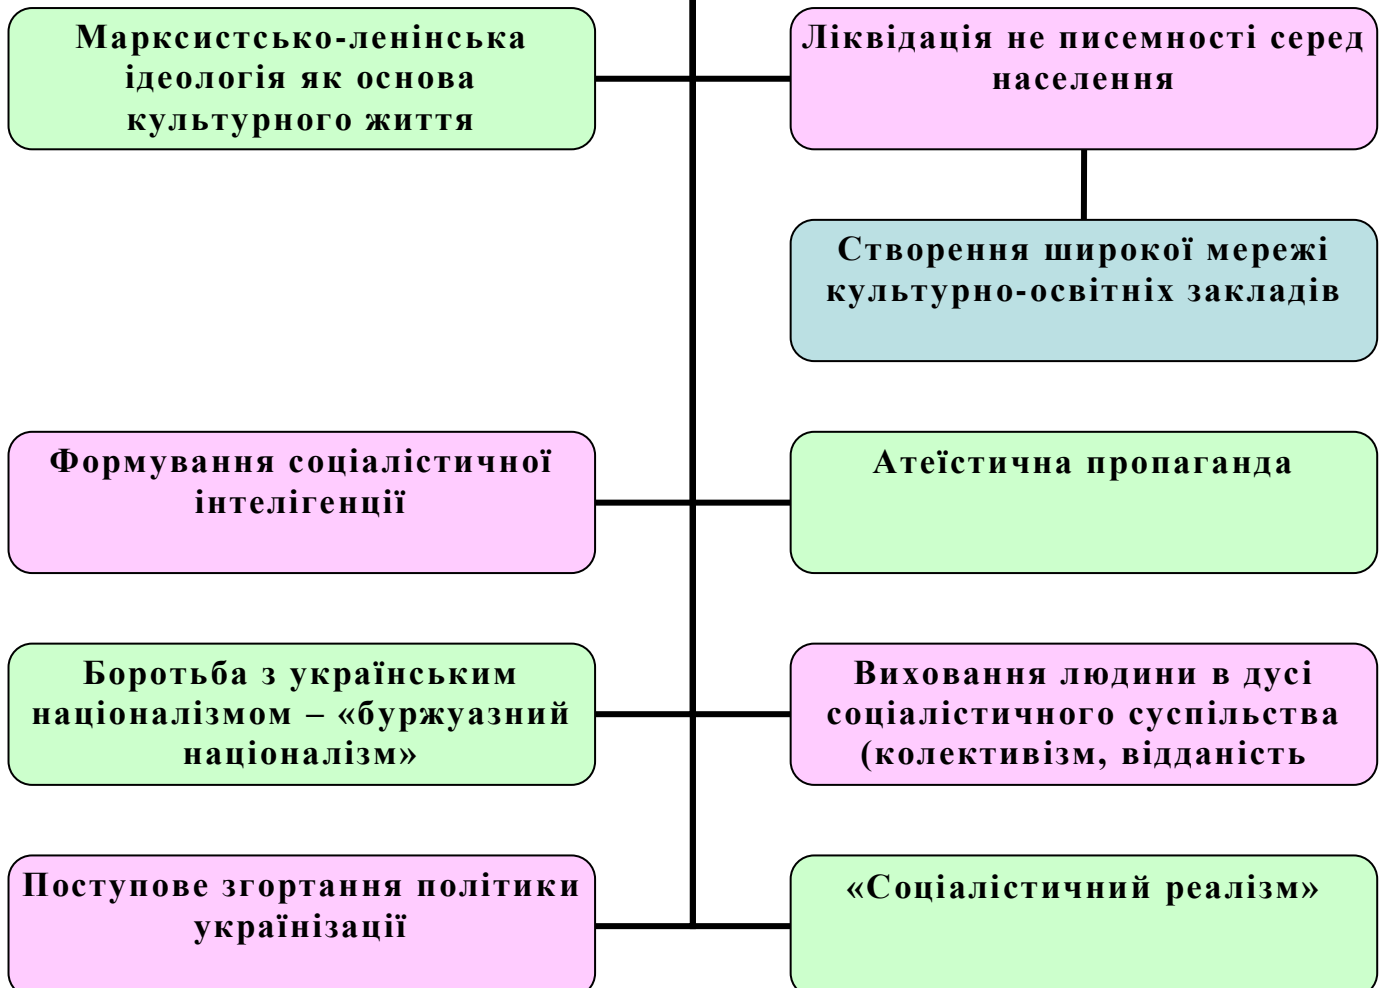 Марксистсько-ленінська
ідеологія як основа
культурного життя
Ліквідація не писемності серед
населення
Створення широкої мережі
культурно-освітніх закладів
Формування соціалістичної
інтелігенції
Атеїстична пропаганда
Боротьба з українським
націоналізмом – «буржуазний
націоналізм»
Виховання людини в дусі
соціалістичного суспільства
(колективізм, відданість
Поступове згортання політики
українізації
«Соціалістичний реалізм»